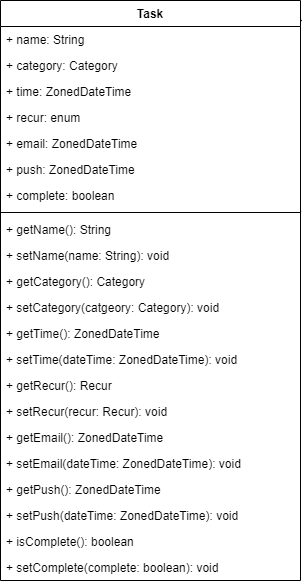 Task
+ name: String
+ category: Category
+ time: ZonedDateTime
+ recur: enum
+ email: ZonedDateTime
+ push: ZonedDateTime
+ complete: boolean
+ getName(): String
+ setName(name: String): void
+ getCategory(): Category
+ setCategory(catgeory: Category): void
+ getTime(): ZonedDateTime
+ setTime(dateTime: ZonedDateTime): void
+ getRecur(): Recur
+ setRecur(recur: Recur): void
+ getEmail(): ZonedDateTime
+ setEmail(dateTime: ZonedDateTime): void
+ getPush(): ZonedDateTime
+ setPush(dateTime: ZonedDateTime): void
+ isComplete(): boolean
+ setComplete(complete: boolean): void